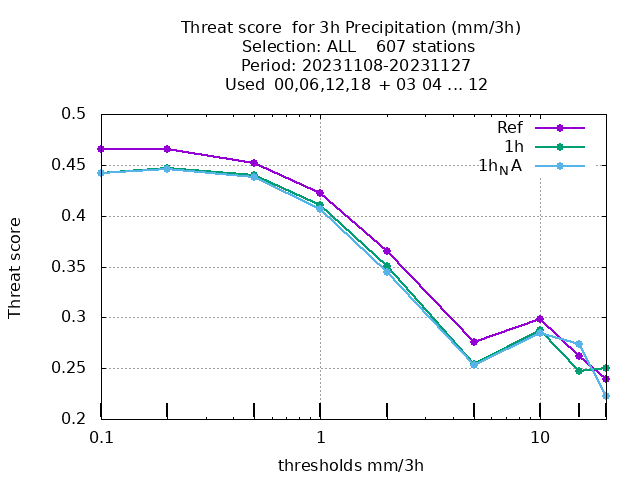 Threat score  for 3h Precipitation (mm/3h)
Selection: ALL    607 stations
Period: 20231108-20231127
Used  00,06,12,18  + 03 04 ... 12
0.5
0.45
0.4
0.35
0.3
0.25
0.2
Threat score
Ref
1h
1h_NA
0.1
1
10
thresholds mm/3h